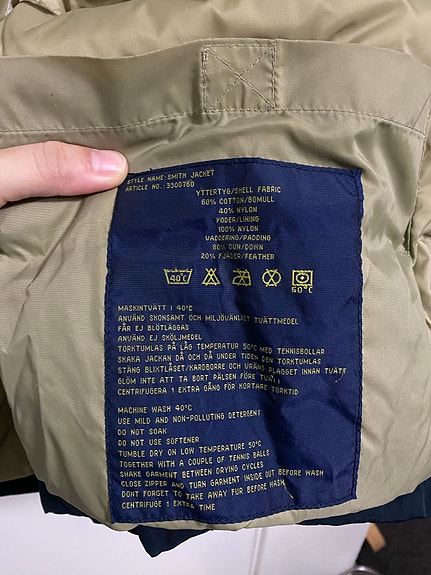 STYLE NAME: SMITH JACKET
ARTICLE NO.: 3300760
YTTERTYG/SHELL FABRIC
60% COTTON/BOMULL
40% NYLON
FODER/LINING
100% NYLON
VADDERING/PADDING
80% DUN/DOWN
20% FJÄDER/FEATHER
40°C
50°C
MASKINTVÄTT I 40°C
ANVÄND SKONSAMT OCH MILJÖVÄNLIGT TVÄTTMEDEL
FÅR EJ BLÖTLÄGGAS
ANVÄND EJ SKÖLJMEDEL
TORKTUMLAS PÅ LÅG TEMPERATUR 50°C MED TENNISBOLLAR
SKAKA JACKAN DÅ OCH DÅ UNDER TIDEN DEN TORKTUMLAS
STÄNG BLIXTLÅSET/KARDBORRE OCH VRÄNG PLAGGET INNAN TVÄTT
GLÖM INTE ATT TA BORT PÄLSEN FÖRE TVÄTT
CENTRIFUGERA 1 EXTRA GÅNG FÖR KORTARE TORKTID
MACHINE WASH 40°C
USE MILD AND NON-POLLUTING DETERGENT
DO NOT SOAK
DO NOT USE SOFTENER
TUMBLE DRY ON LOW TEMPERATURE 50°C
TOGETHER WITH A COUPLE OF TENNIS BALLS
SHAKE GARMENT BETWEEN DRYING CYCLES
CLOSE ZIPPER AND TURN GARMENT INSIDE OUT BEFORE WASH
DONT FORGET TO TAKE AWAY FUR BEFORE WASH
CENTRIFUGE 1 EXTRA TIME